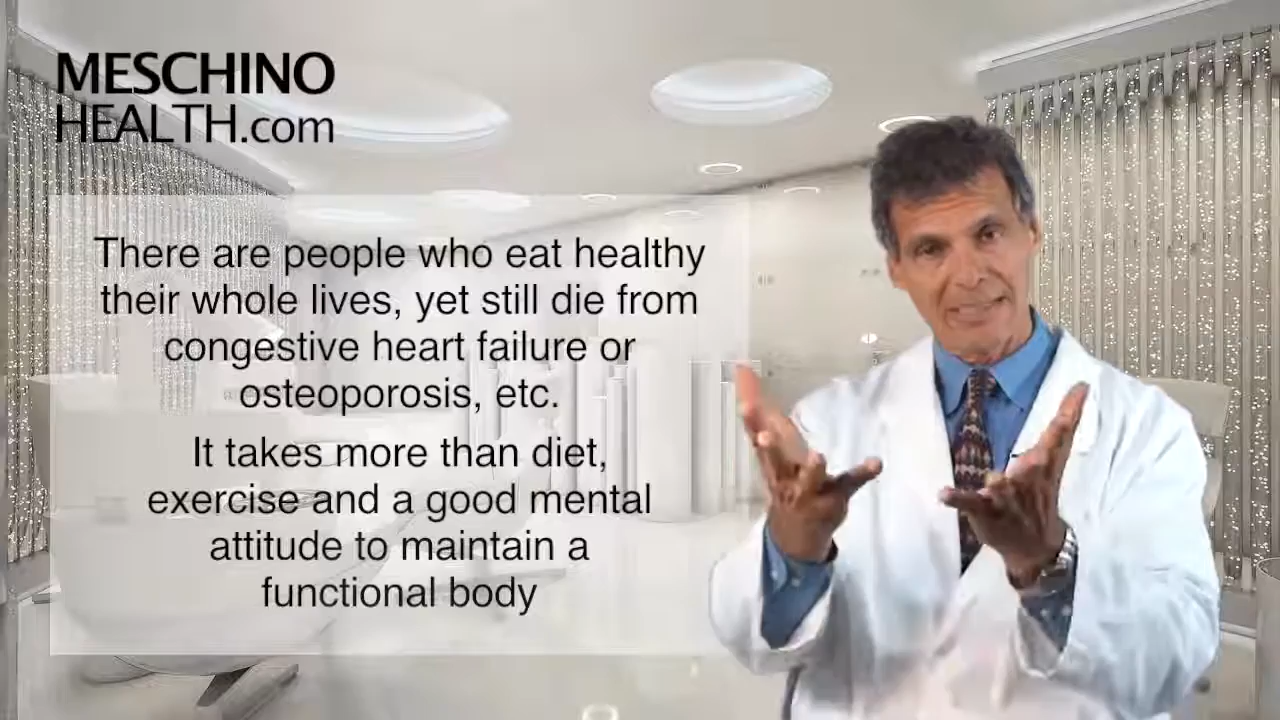 MESCHINO
HEALTH.com
There are people who eat healthy
their whole lives, yet still die from
congestive heart failure or
osteoporosis, etc.
It takes more than diet,
exercise and a good mental
attitude to maintain a
functional body